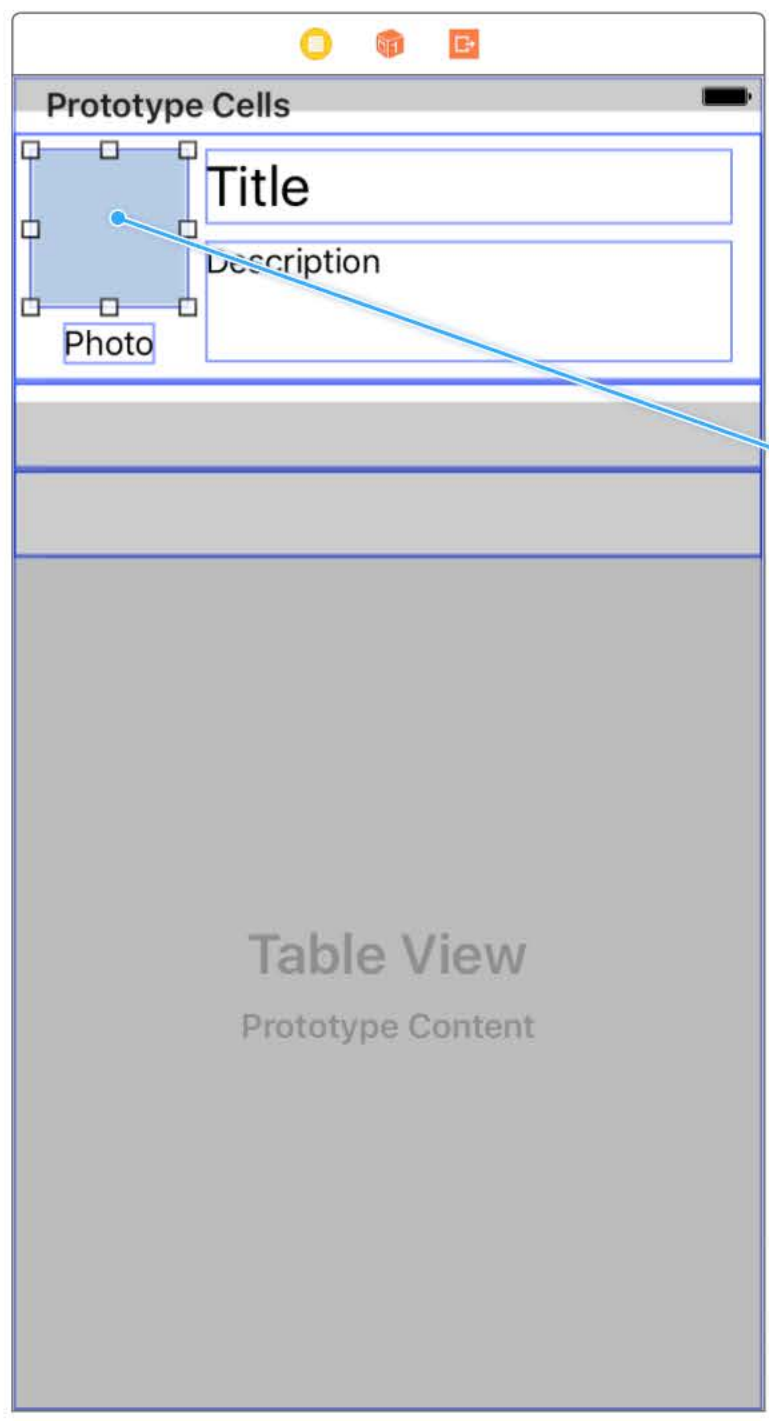 Prototype Cells
Title
Description
Photo
Table View
Prototype Content